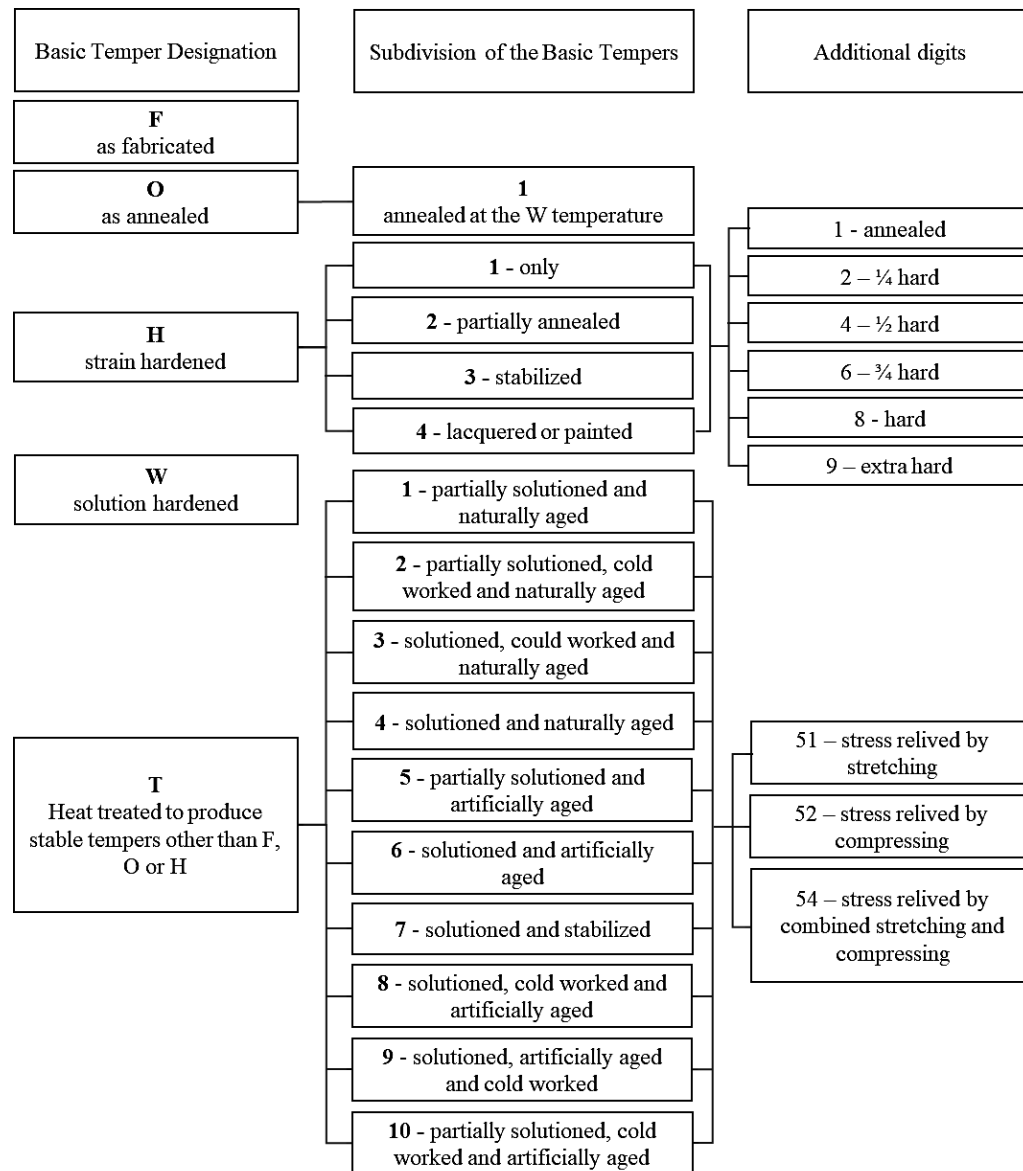 Basic Temper Designation
Subdivision of the Basic Tempers
Additional digits
F
as fabricated
O
as annealed
1
annealed at the W temperature
H
strain hardened
1 - only
2 - partially annealed
3 - stabilized
4 - lacquered or painted
1 - annealed
2 – ¼ hard
4 – ½ hard
6 – ¾ hard
8 - hard
9 – extra hard
W
solution hardened
T
Heat treated to produce
stable tempers other than F,
O or H
1 - partially solutioned and
naturally aged
2 - partially solutioned, cold
worked and naturally aged
3 - solutioned, could worked and
naturally aged
4 - solutioned and naturally aged
5 - partially solutioned and
artificially aged
6 - solutioned and artificially
aged
7 - solutioned and stabilized
8 - solutioned, cold worked and
artificially aged
9 - solutioned, artificially aged
and cold worked
10 - partially solutioned, cold
worked and artificially aged
51 – stress relived by
stretching
52 – stress relived by
compressing
54 – stress relived by
combined stretching and
compressing